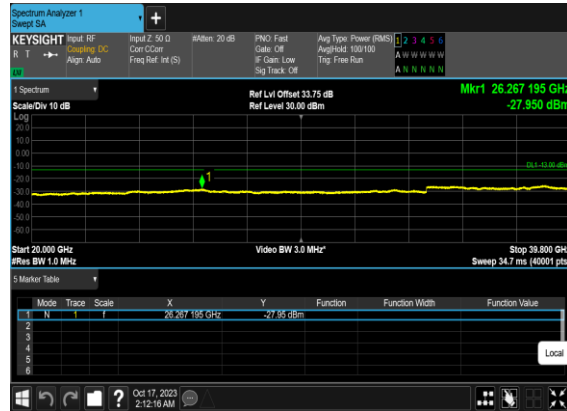 Spectrum Analyzer 1
Swept SA
+
KEYSIGHT Input: RF Input Z: 50 Ω #Atten: 20 dB PNO: Fast Avg Type: Power (RMS) 1 2 3 4 5 6
R T Coupling: DC Corr CCorr Gate: Off Avg|Hold: 100/100 A W W W W W
Align: Auto Freq Ref: Int (S) IF Gain: Low Trig: Free Run
Sig Track: Off A N N N N N
1 Spectrum Ref Lvl Offset 33.75 dB Mkr1 26.267 195 GHz
Scale/Div 10 dB Ref Level 30.00 dBm -27.950 dBm
Log
20.0
10.0
0.00
-10.0
DL1 -13.00 dBm
-20.0
1
-30.0
-40.0
-50.0
-60.0
Start 20.000 GHz Video BW 3.0 MHz* Stop 39.800 GHz
#Res BW 1.0 MHz Sweep 34.7 ms (40001 pts)
5 Marker Table
Mode Trace Scale X Y Function Function Width Function Value
1 N 1 f 26.267 195 GHz -27.95 dBm
2
3
4
5
6
Local
? Oct 17, 2023
2:12:16 AM